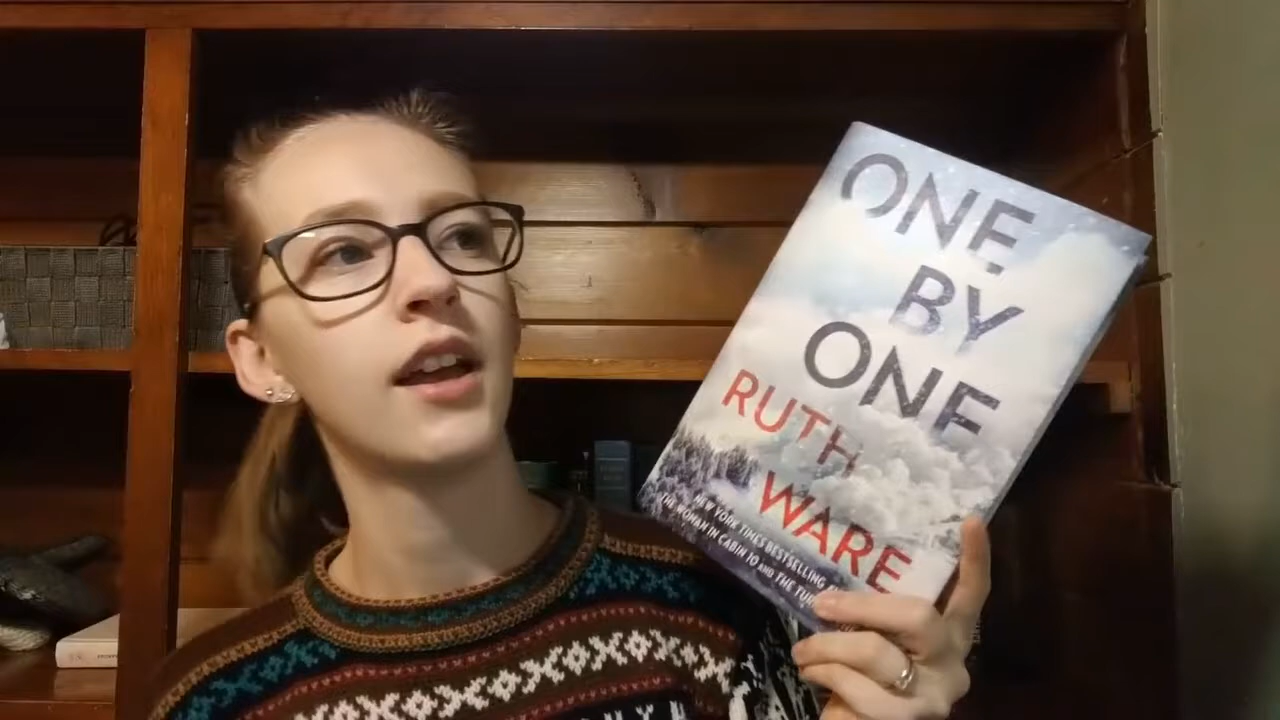 ONE
BY
ONE
RUTH
WARE
NEW YORK TIMES BESTSELLING
THE WOMAN IN CABIN 10 AND THE